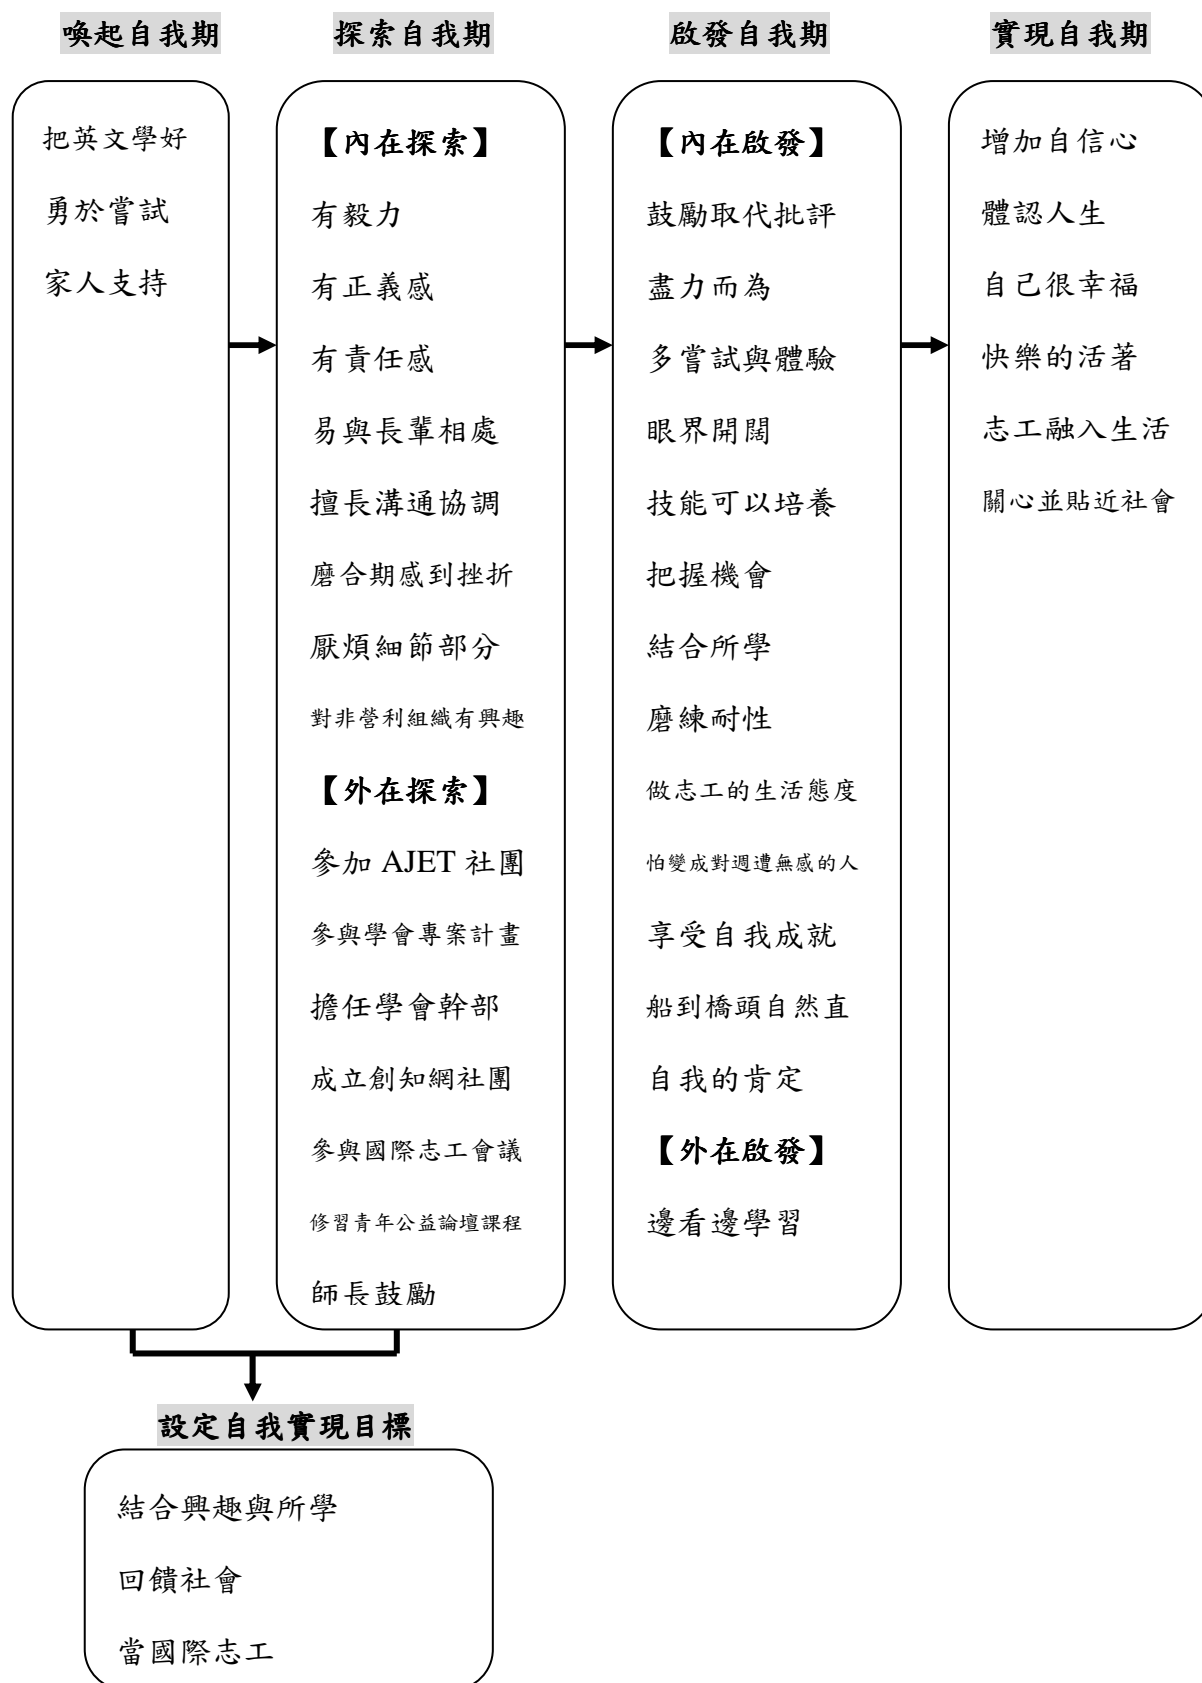 喚起自我期
把英文學好
勇於嘗試
家人支持
探索自我期
【內在探索】
有毅力
有正義感
有責任感
易與長輩相處
擅長溝通協調
磨合期感到挫折
厭煩細節部分
對非營利組織有興趣
【外在探索】
參加 AJET 社團
參與學會專案計畫
擔任學會幹部
成立創知網社團
參與國際志工會議
修習青年公益論壇課程
師長鼓勵
啟發自我期
【內在啟發】
鼓勵取代批評
盡力而為
多嘗試與體驗
眼界開闊
技能可以培養
把握機會
結合所學
磨練耐性
做志工的生活態度
怕變成對週遭無感的人
享受自我成就
船到橋頭自然直
自我的肯定
【外在啟發】
邊看邊學習
實現自我期
增加自信心
體認人生
自己很幸福
快樂的活著
志工融入生活
關心並貼近社會
設定自我實現目標
結合興趣與所學
回饋社會
當國際志工